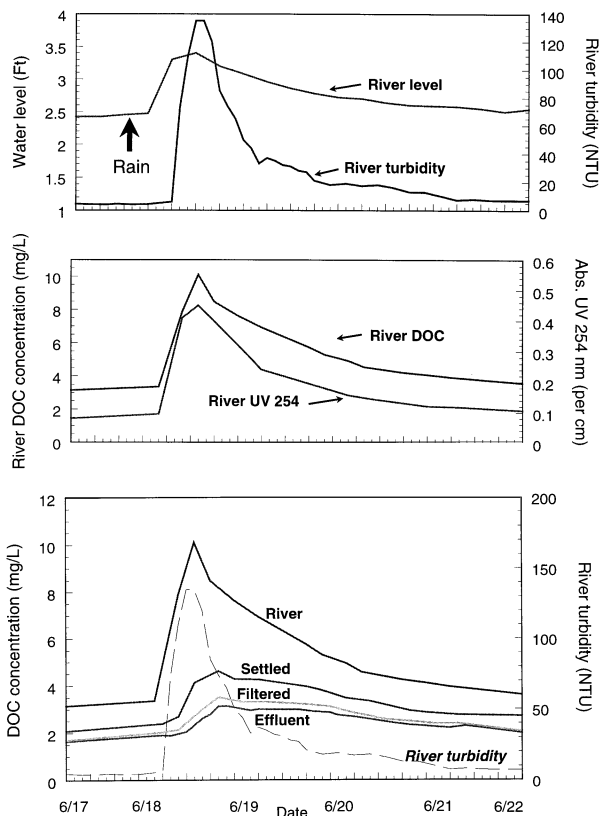 Water level (Ft)
4
3.5
3
2.5
2
1.5
1
River level
Rain
River turbidity
140
120
100
80
60
40
20
0
River turbidity
(NTU)
River DOC concentration (mg/L)
10
8
6
4
2
0
River DOC
River UV 254
0.6
0.5
0.4
0.3
0.2
0.1
0
Abs. UV 254 nm (per cm)
DOC concentration (mg/L)
12
10
8
6
4
2
0
River
Settled
Filtered
Effluent
River turbidity
200
150
100
50
0
River turbidity
(NTU)
6/17 6/18 6/19 6/20 6/21 6/22
Date